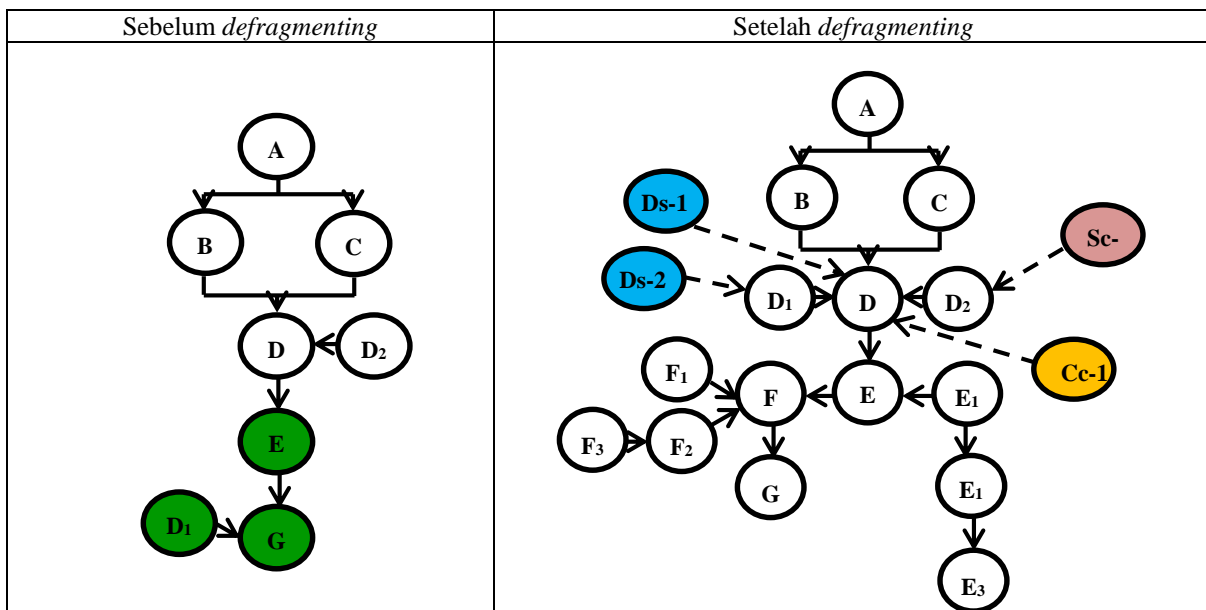 Sebelum defragmenting
Setelah defragmenting
A
B C
D D2
E
D1 G
A
B C
Ds-1
Sc-
Ds-2
D1 D D2
Cc-1
F1 F E E1
F3 F2
G E1
E3